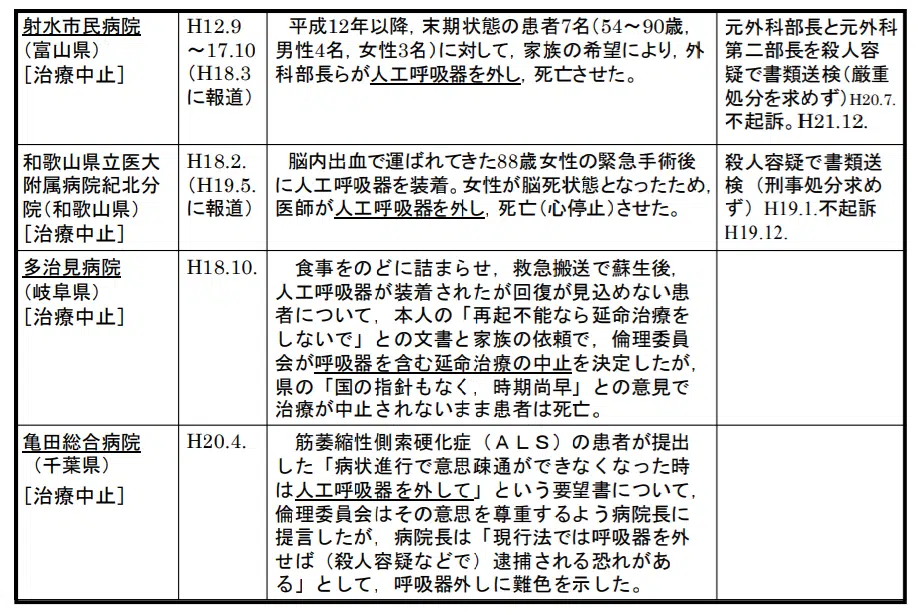 射水市民病院
(富山県)
[治療中止]
H12.9
～17.10
(H18.3
に報道)
平成12年以降，末期状態の患者7名(54～90歳，
男性4名，女性3名)に対して，家族の希望により，外
科部長らが人工呼吸器を外し，死亡させた。
元外科部長と元外科
第二部長を殺人容
疑で書類送検(厳重
処分を求めず)H20.7.
不起訴。H21.12.
和歌山県立医大
附属病院紀北分
院(和歌山県)
[治療中止]
H18.2.
(H19.5.
に報道)
脳内出血で運ばれてきた88歳女性の緊急手術後
に人工呼吸器を装着。女性が脳死状態となったため，
医師が人工呼吸器を外し，死亡(心停止)させた。
殺人容疑で書類送
検（刑事処分求め
ず）H19.1.不起訴
H19.12.
多治見病院
(岐阜県)
[治療中止]
H18.10.
食事をのどに詰まらせ，救急搬送で蘇生後，
人工呼吸器が装着されたが回復が見込めない患
者について，本人の「再起不能なら延命治療を
しないで」との文書と家族の依頼で，倫理委員
会が呼吸器を含む延命治療の中止を決定したが，
県の「国の指針もなく，時期尚早」との意見で
治療が中止されないまま患者は死亡。
亀田総合病院
（千葉県）
[治療中止]
H20.4.
筋萎縮性側索硬化症（ＡＬＳ）の患者が提出
した「病状進行で意思疎通ができなくなった時
は人工呼吸器を外して」という要望書について，
倫理委員会はその意思を尊重するよう病院長に
提言したが，病院長は「現行法では呼吸器を外
せば（殺人容疑などで）逮捕される恐れがあ
る」として，呼吸器外しに難色を示した。